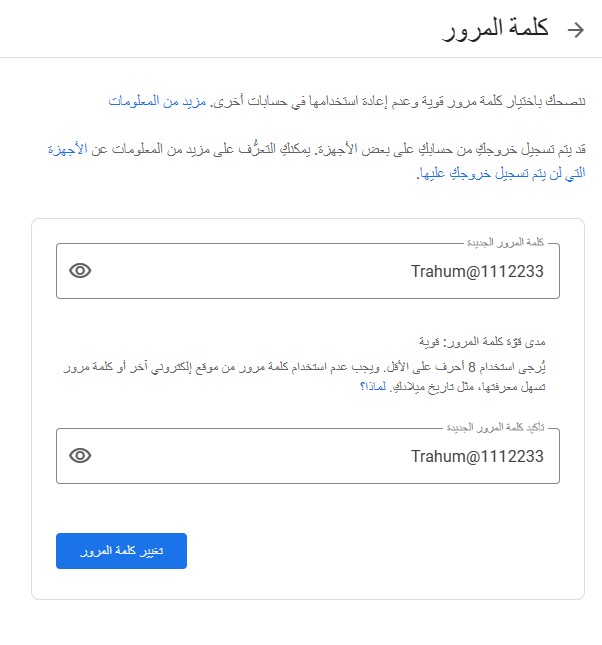 كلمة المرور
ننصحك باختيار كلمة مرور قوية وعدم إعادة استخدامها في حسابات أخرى. مزيد من المعلومات
قد يتم تسجيل خروجكِ من حسابكِ على بعض الأجهزة. يمكنكِ التعرُّف على مزيد من المعلومات عن الأجهزة
التي لن يتم تسجيل خروجكِ عليها.
كلمة المرور الجديدة
Trahum@1112233
مدى قوّة كلمة المرور: قوية
يُرجى استخدام 8 أحرف على الأقل. ويجب عدم استخدام كلمة مرور من موقع إلكتروني آخر أو كلمة مرور
تسهل معرفتها، مثل تاريخ ميلادكِ. لماذا؟
تأكيد كلمة المرور الجديدة
Trahum@1112233
تغيير كلمة المرور